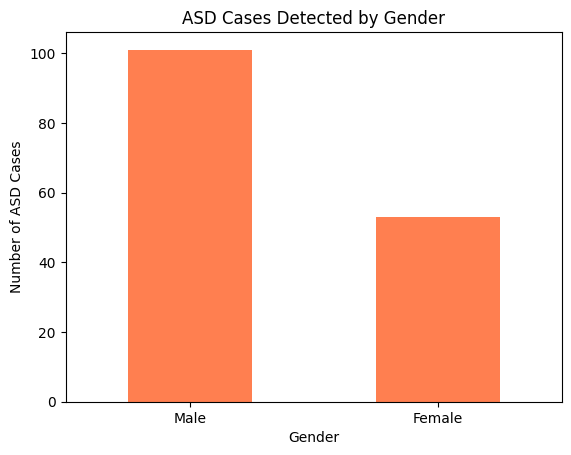 ASD Cases Detected by Gender
Number of ASD Cases
100
80
60
40
20
0
Male Female
Gender